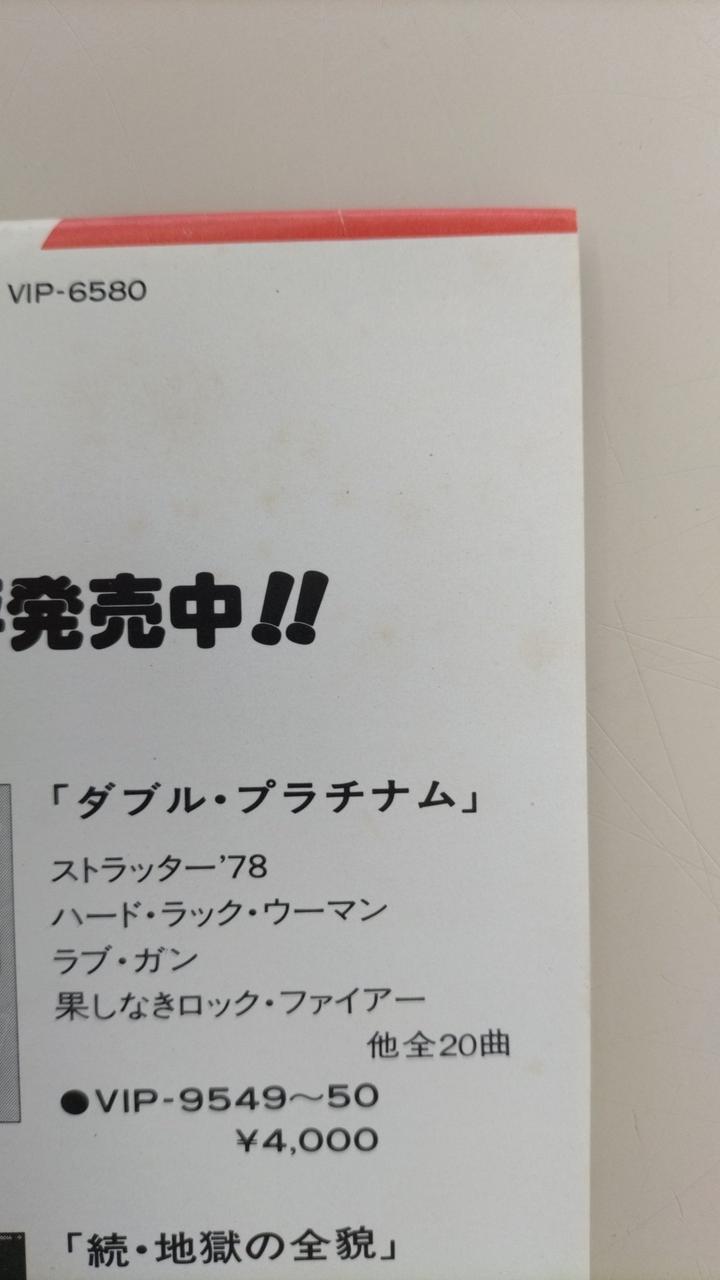 VIP-6580
発売中!!
「ダブル・プラチナム」
ストラッター’78
ハード・ラック・ウーマン
ラブ・ガン
果しなきロック・ファイアー
他全20曲
●VIP-9549〜50
¥4,000
「続・地獄の全貌」